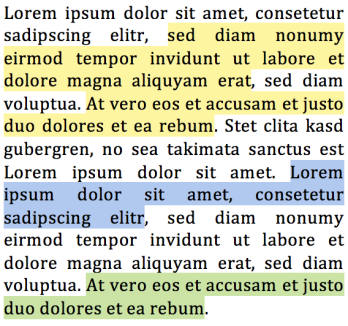 Lorem ipsum dolor sit amet, consetetur
sadipscing elitr, sed diam nonumy
eirmod tempor invidunt ut labore et
dolore magna aliquyam erat, sed diam
voluptua. At vero eos et accusam et justo
duo dolores et ea rebum. Stet clita kasd
gubergren, no sea takimata sanctus est
Lorem ipsum dolor sit amet. Lorem
ipsum dolor sit amet, consetetur
sadipscing elitr, sed diam nonumy
eirmod tempor invidunt ut labore et
dolore magna aliquyam erat, sed diam
voluptua. At vero eos et accusam et justo
duo dolores et ea rebum.